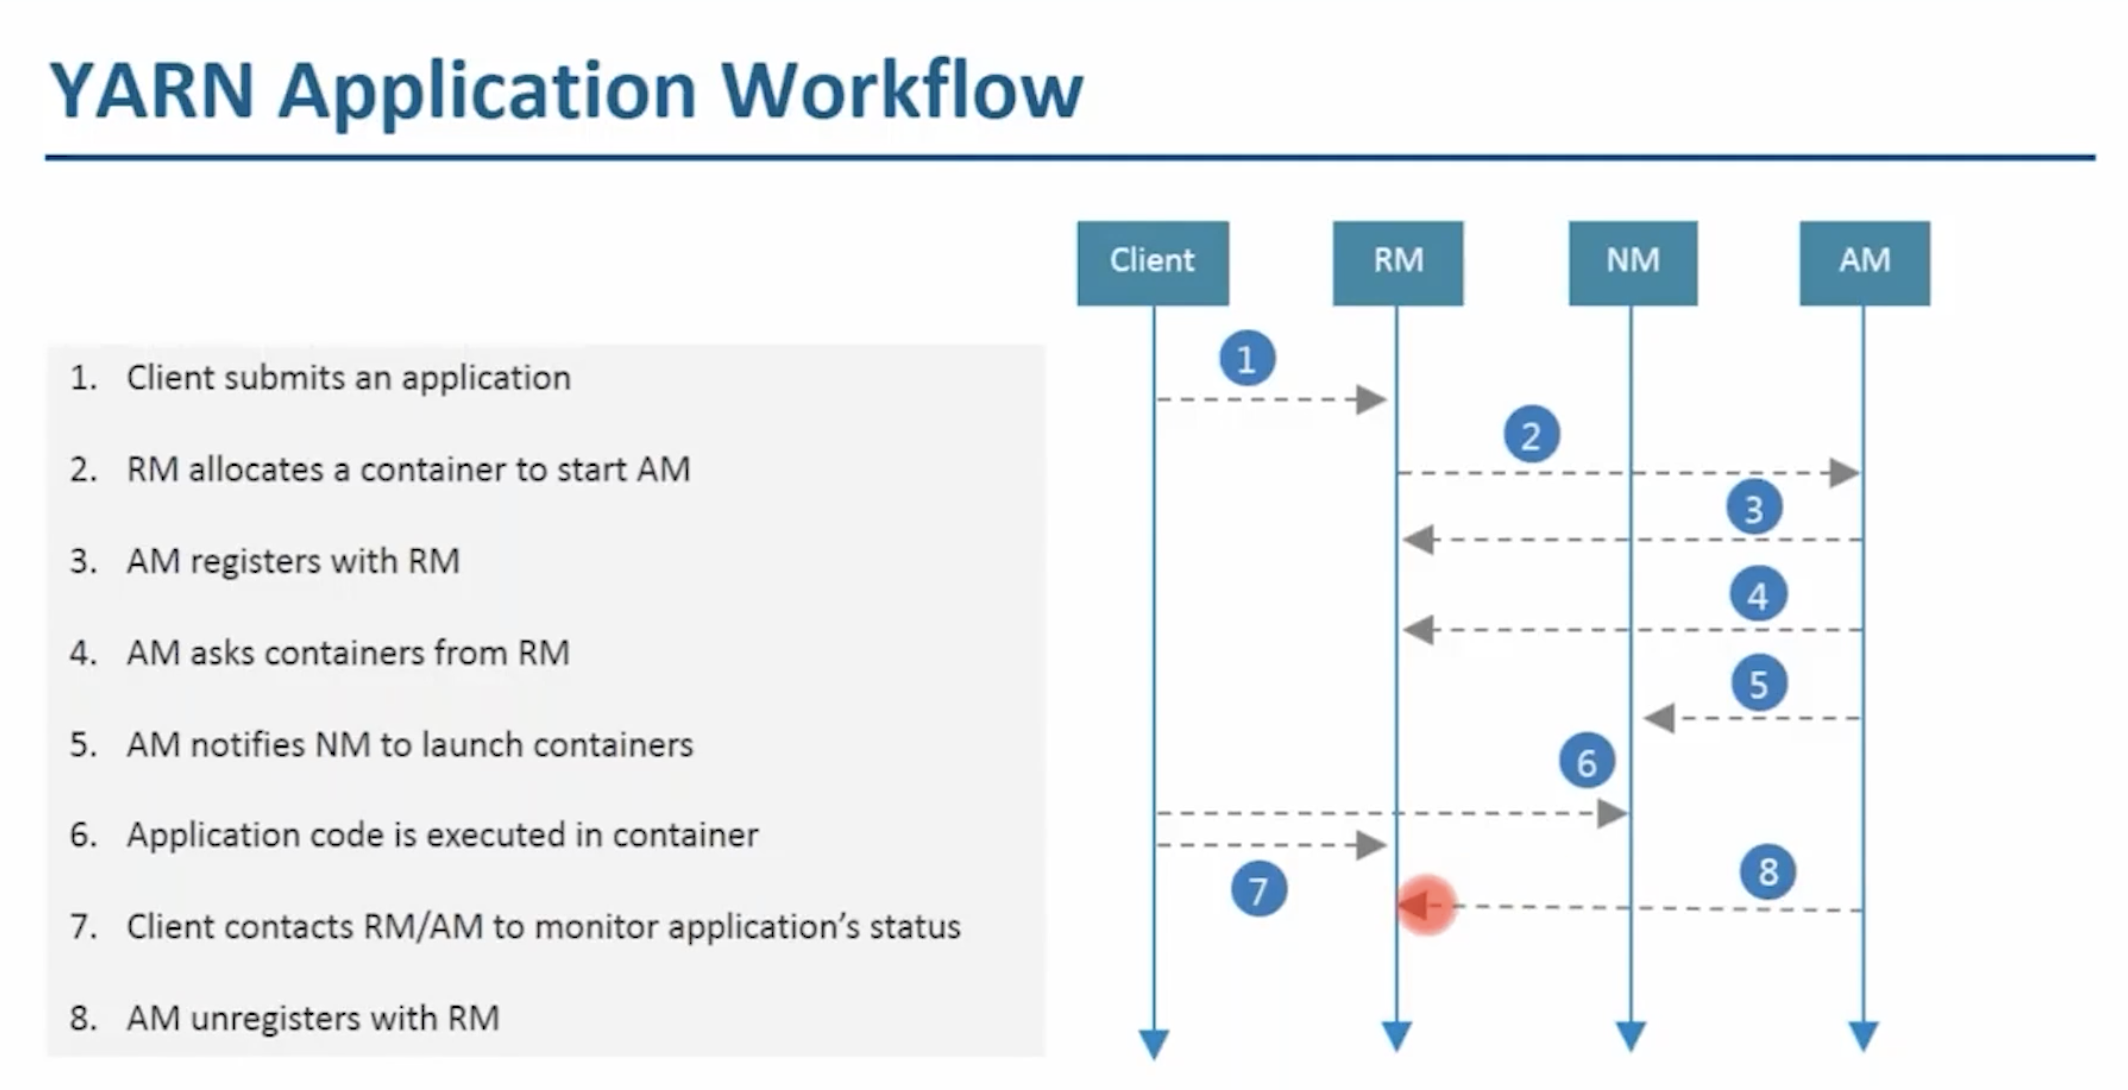 YARN Application Workflow
Client
RM
NM
AM
1. Client submits an application
2. RM allocates a container to start AM
3. AM registers with RM
4. AM asks containers from RM
5. AM notifies NM to launch containers
6. Application code is executed in container
7. Client contacts RM/AM to monitor application’s status
8. AM unregisters with RM
1
2
3
4
5
6
7
8